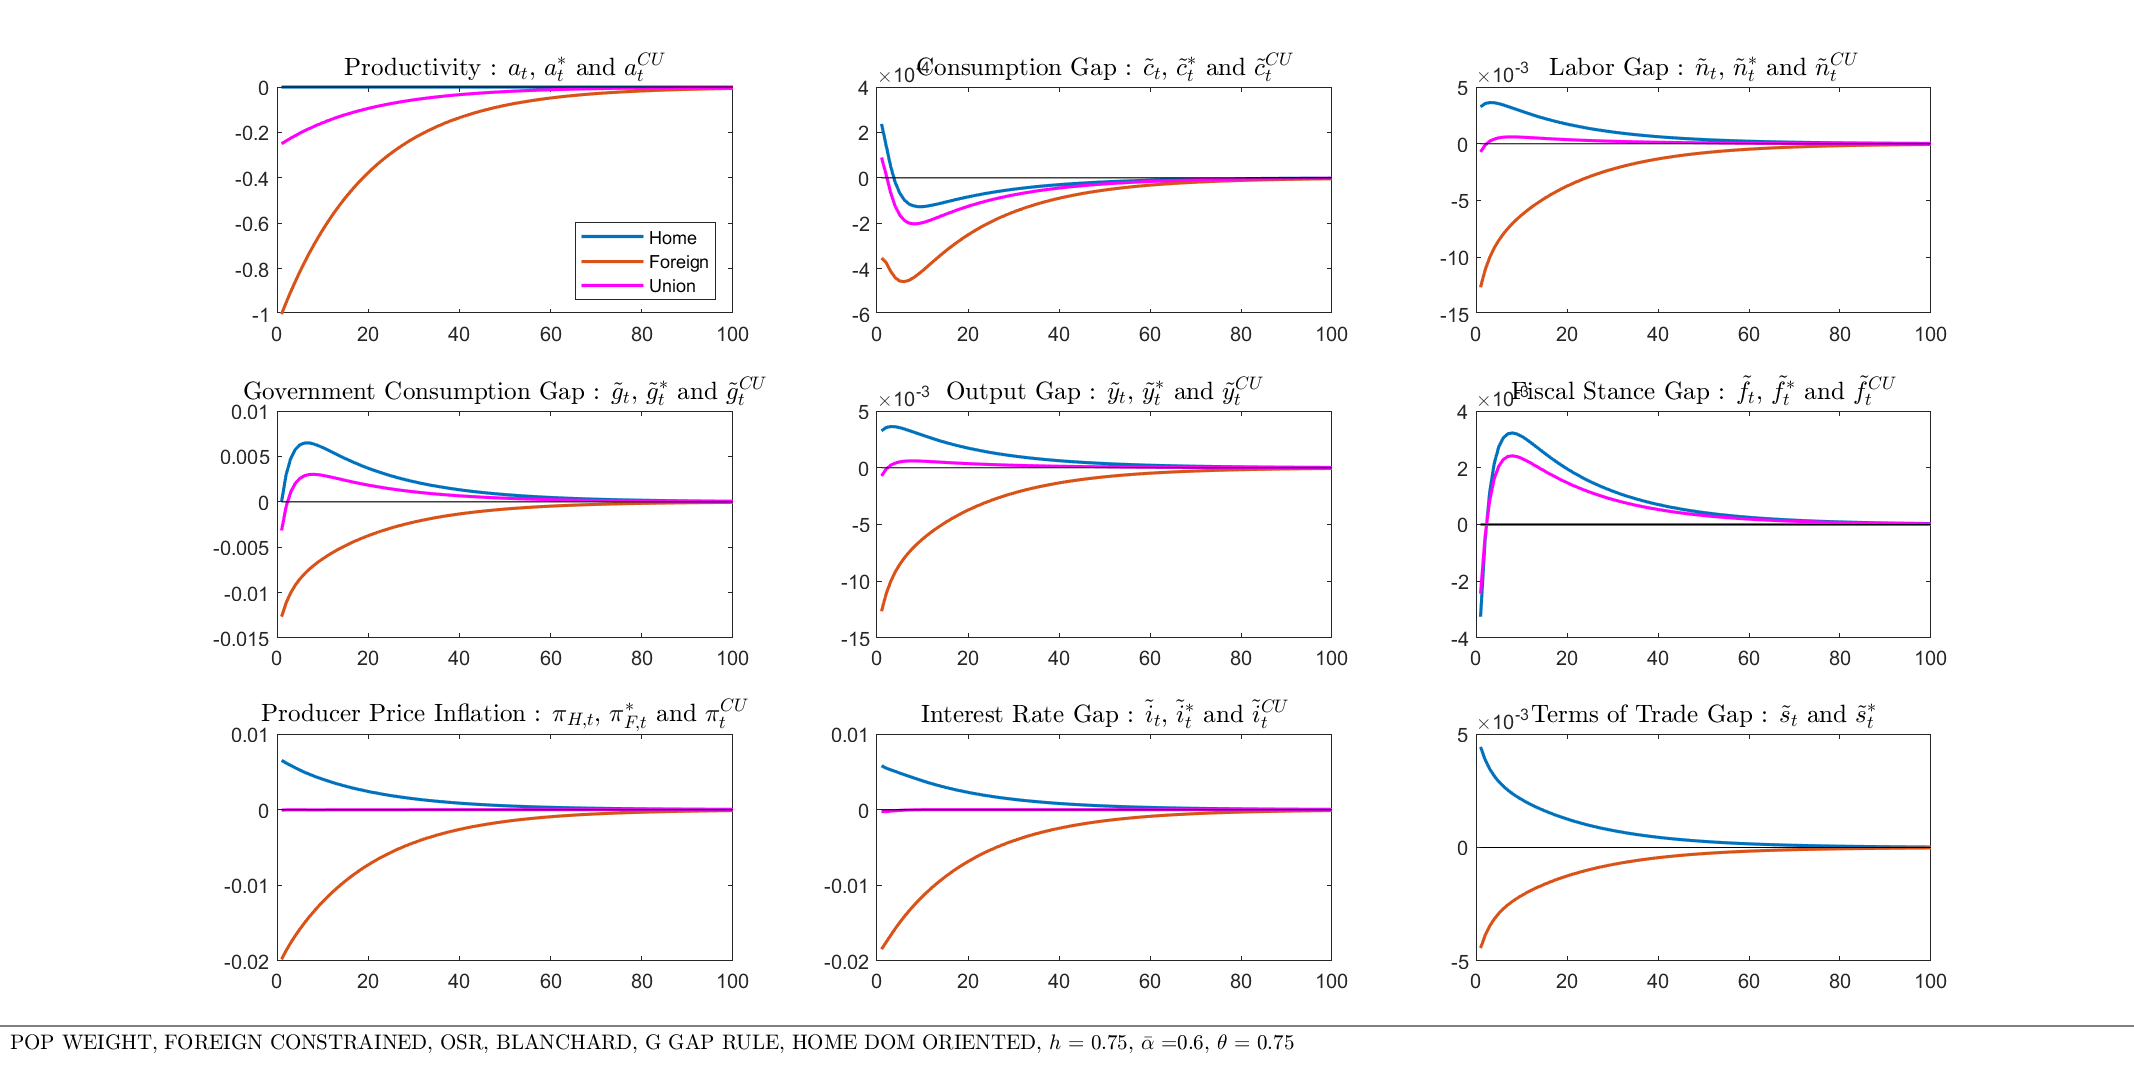 Productivity : a_t, a_t^* and a_t^{CU}
0
-0.2
-0.4
-0.6
-0.8
-1
0 20 40 60 80 100
Home
Foreign
Union
Consumption Gap : c̃_t, c̃_t^* and c̃_t^{CU}
×10^{-4}
4
2
0
-2
-4
-6
0 20 40 60 80 100
Labor Gap : ñ_t, ñ_t^* and ñ_t^{CU}
×10^{-3}
5
0
-5
-10
-15
0 20 40 60 80 100
Government Consumption Gap : g̃_t, g̃_t^* and g̃_t^{CU}
0.01
0.005
0
-0.005
-0.01
-0.015
0 20 40 60 80 100
Output Gap : ỹ_t, ỹ_t^* and ỹ_t^{CU}
×10^{-3}
5
0
-5
-10
-15
0 20 40 60 80 100
Fiscal Stance Gap : f̃_t, f̃_t^* and f̃_t^{CU}
×10^{-3}
4
2
0
-2
-4
0 20 40 60 80 100
Producer Price Inflation : π_{H,t}, π_{F,t}^* and π_t^{CU}
0.01
0
-0.01
-0.02
0 20 40 60 80 100
Interest Rate Gap : ĩ_t, ĩ_t^* and ĩ_t^{CU}
0.01
0
-0.01
-0.02
0 20 40 60 80 100
Terms of Trade Gap : s̃_t and s̃_t^*
×10^{-3}
5
0
-5
0 20 40 60 80 100
POP WEIGHT, FOREIGN CONSTRAINED, OSR, BLANCHARD, G GAP RULE, HOME DOM ORIENTED, h = 0.75, ᾱ =0.6, θ = 0.75